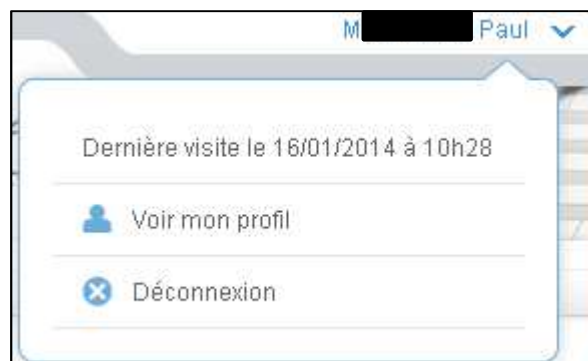 M Paul
Dernière visite le 16/01/2014 à 10h28
Voir mon profil
Déconnexion